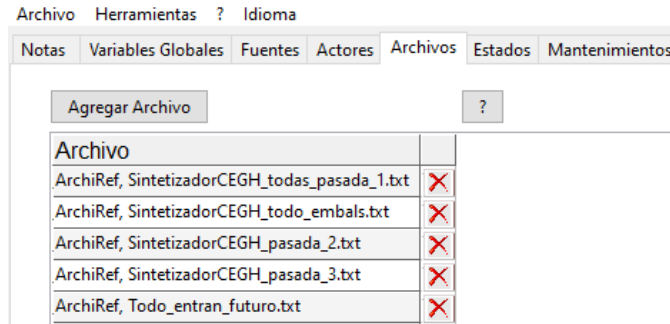 Archivo Herramientas ? Idioma
Notas Variables Globales Fuentes Actores Archivos Estados Mantenimientos
Agregar Archivo ?
Archivo
ArchiRef, SintetizadorCEGH_todas_pasada_1.txt
ArchiRef, SintetizadorCEGH_todo_embals.txt
ArchiRef, SintetizadorCEGH_pasada_2.txt
ArchiRef, SintetizadorCEGH_pasada_3.txt
ArchiRef, Todo_entran_futuro.txt